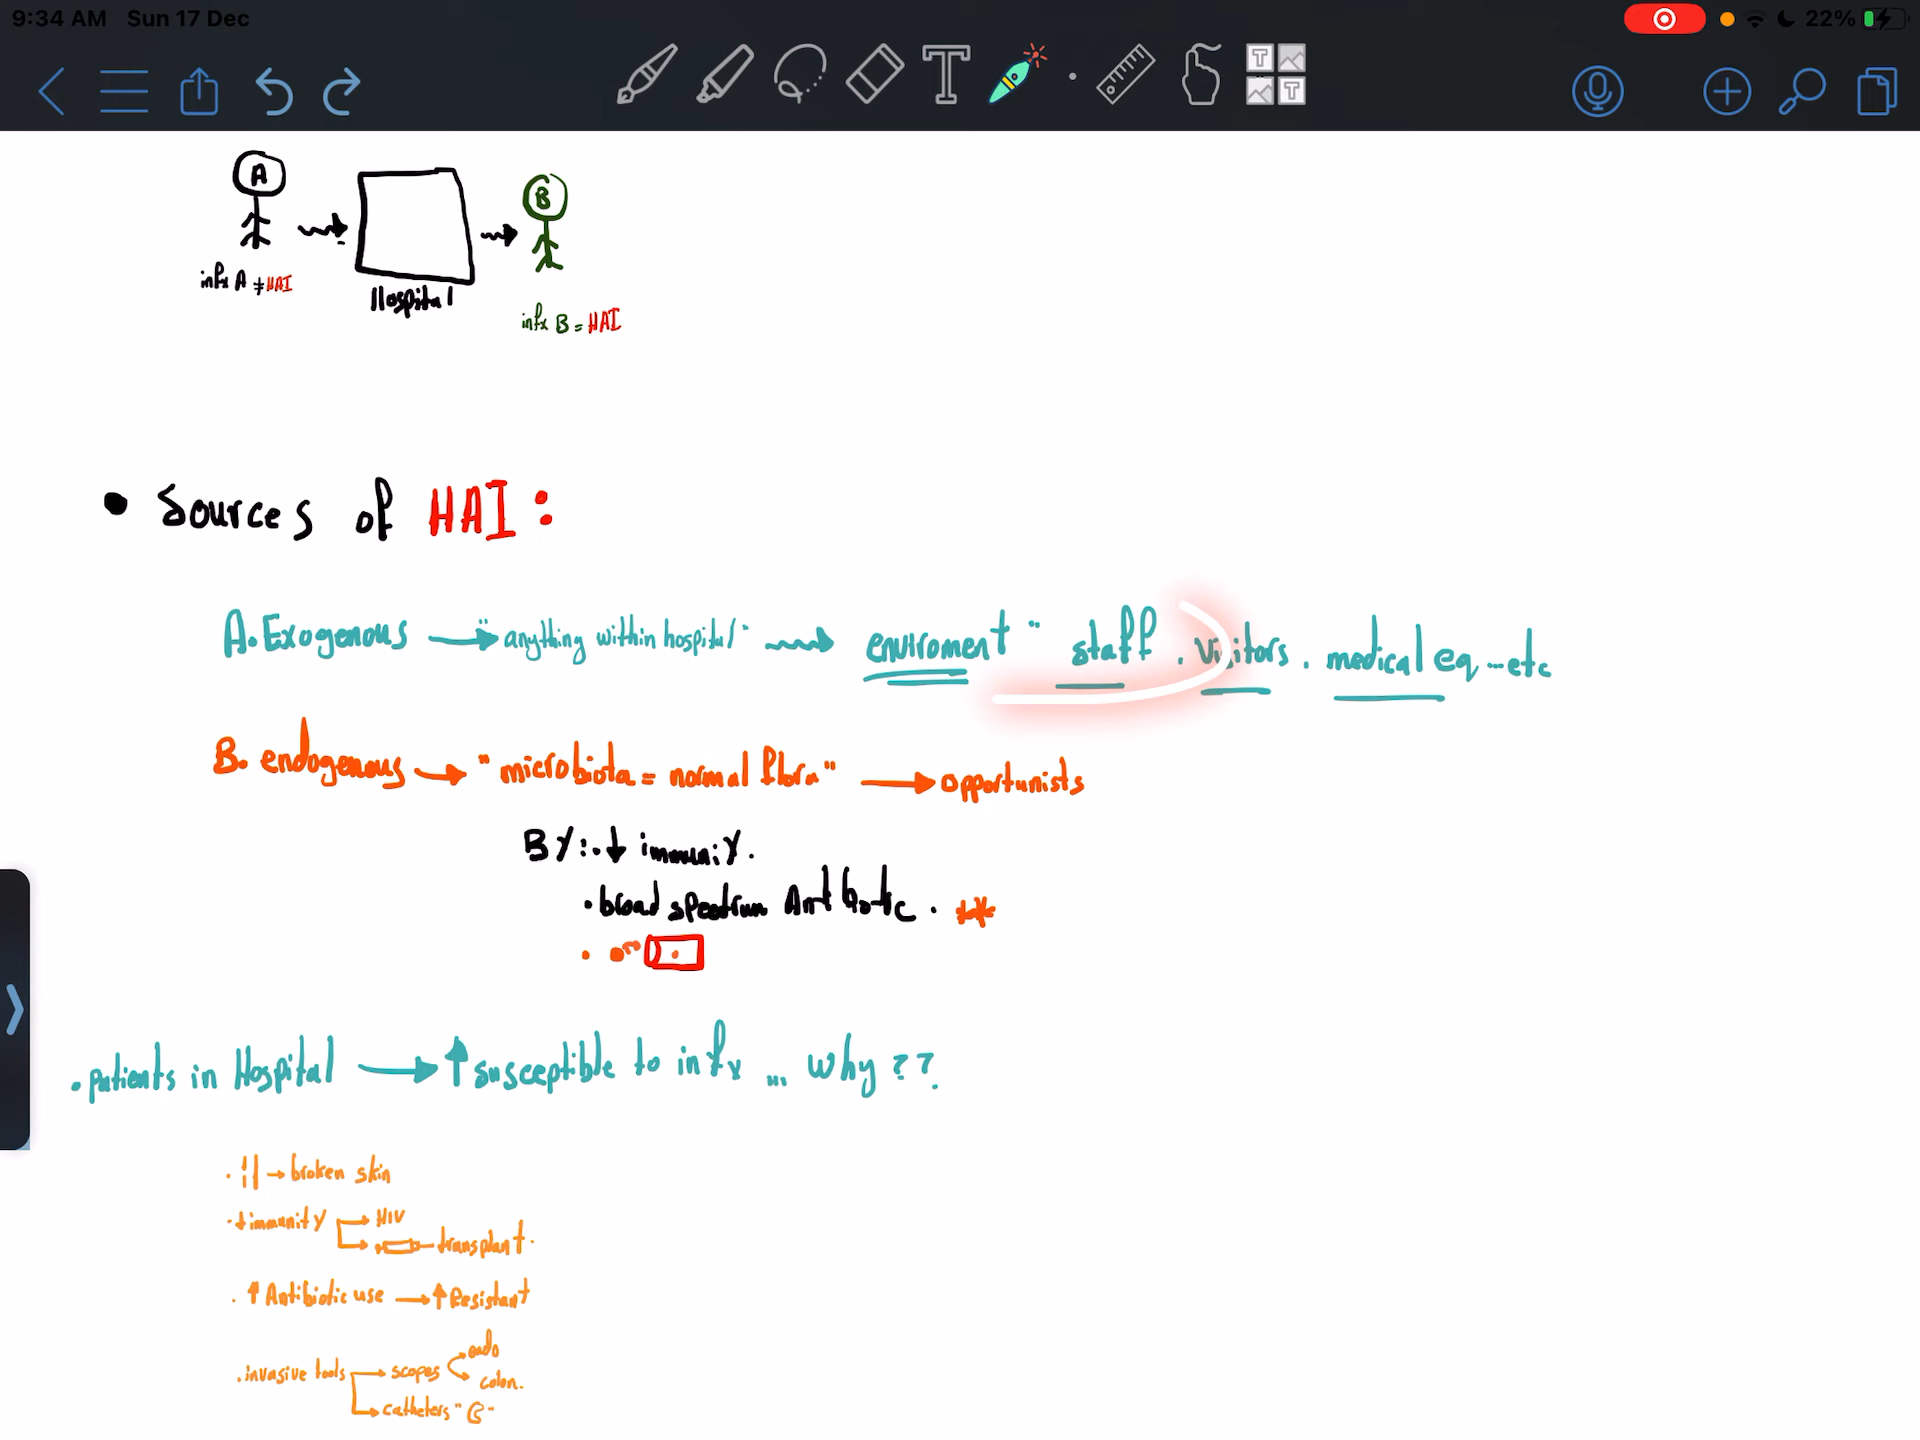 9:34 AM Sun 17 Dec
22%
A
B
infx A ≠ HAI
Hospital
infx B = HAI
• Sources of HAI :
A. Exogenous → "anything within hospital" → enviroment " staff . visitors . medical eq ... etc
B. endogenous → "microbiota = normal flora" → opportunists
BY : . ↓ immunity .
. broad spectrum Antibiotic .
. patients in Hospital → ↑ susceptible to infx ... why ??
. → broken skin
. ↓ immunity → HIV
→ transplant .
. ↑ Antibiotic use → ↑ Resistant
. invasive tools → scopes endo
colon .
→ catheters "